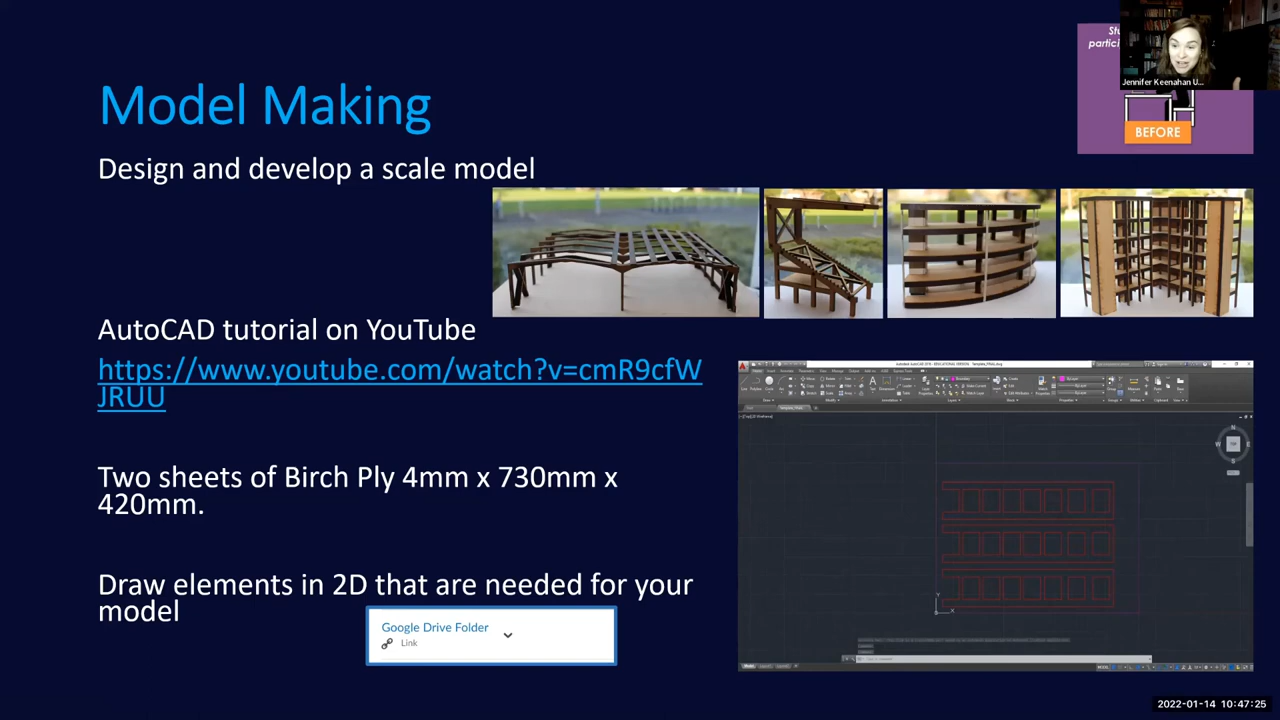 Stu
partici
Jennifer Keenahan U...
BEFORE
Model Making
Design and develop a scale model
AutoCAD tutorial on YouTube
https://www.youtube.com/watch?v=cmR9cfW
JRUU
Two sheets of Birch Ply 4mm x 730mm x
420mm.
Draw elements in 2D that are needed for your
model
Google Drive Folder
Link
N
W
E
S
Y
X
2022-01-14 10:47:25